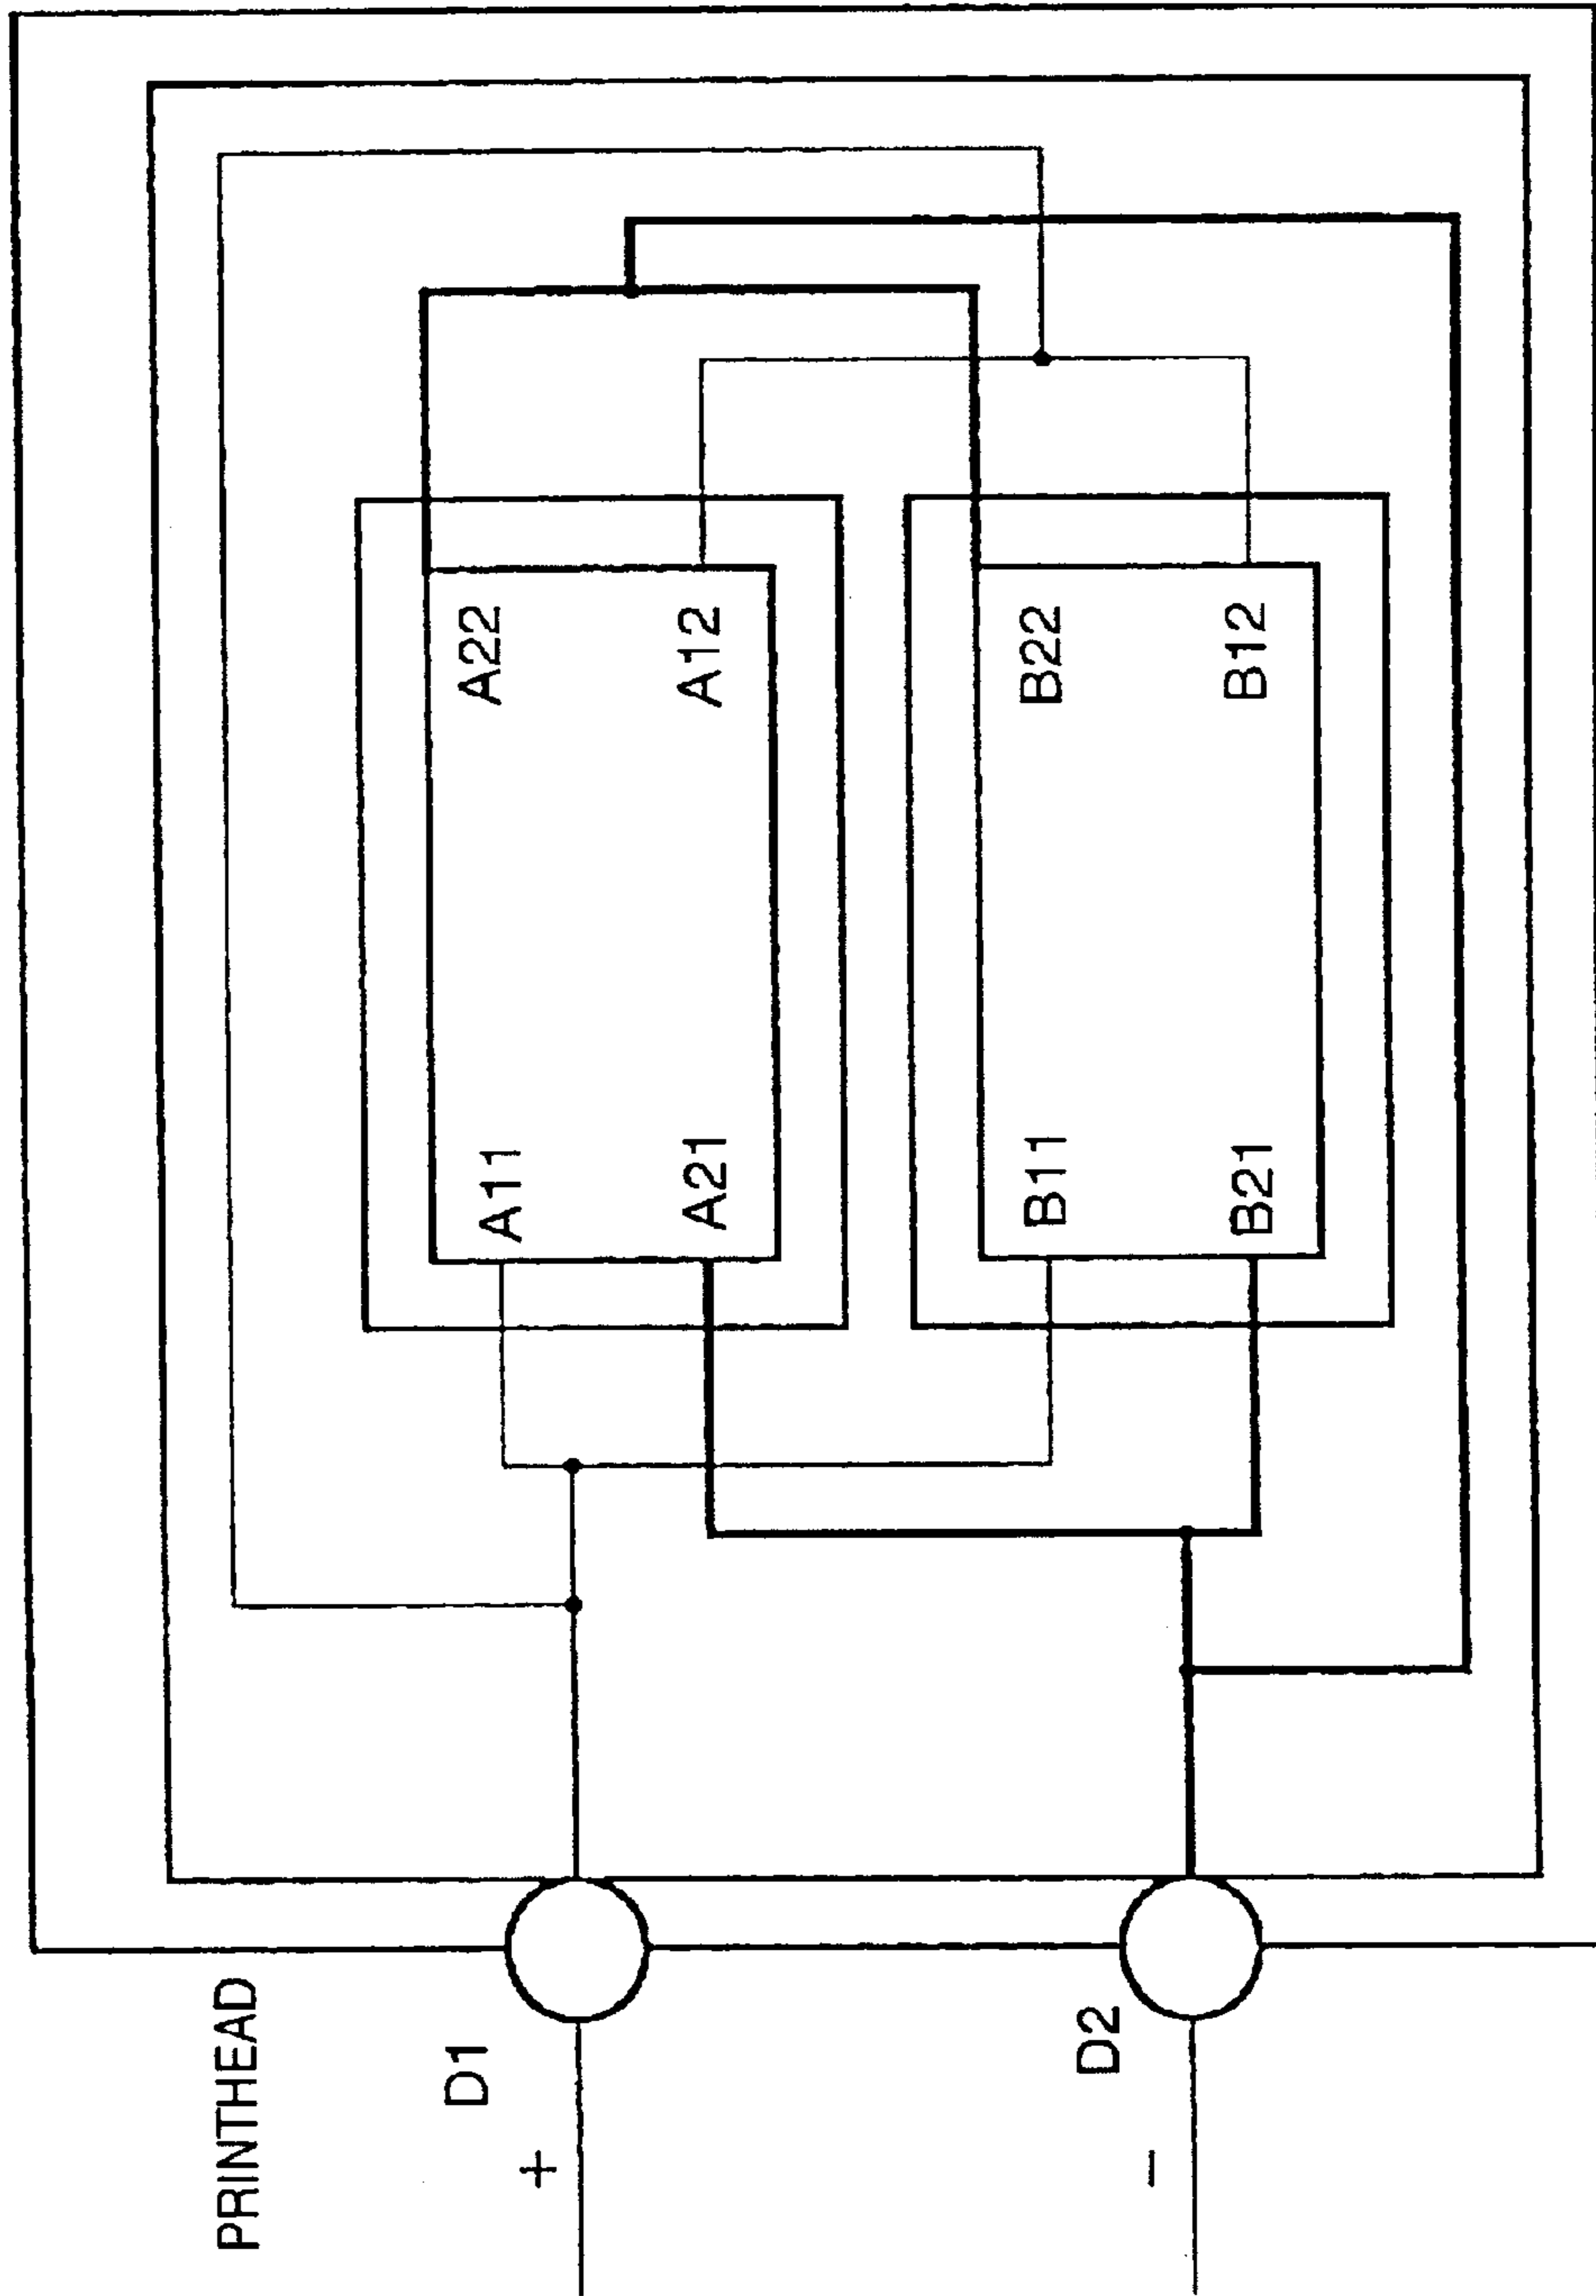 PRINTHEAD
D1
+
D2
−
A11
A21
A22
A12
B11
B21
B22
B12